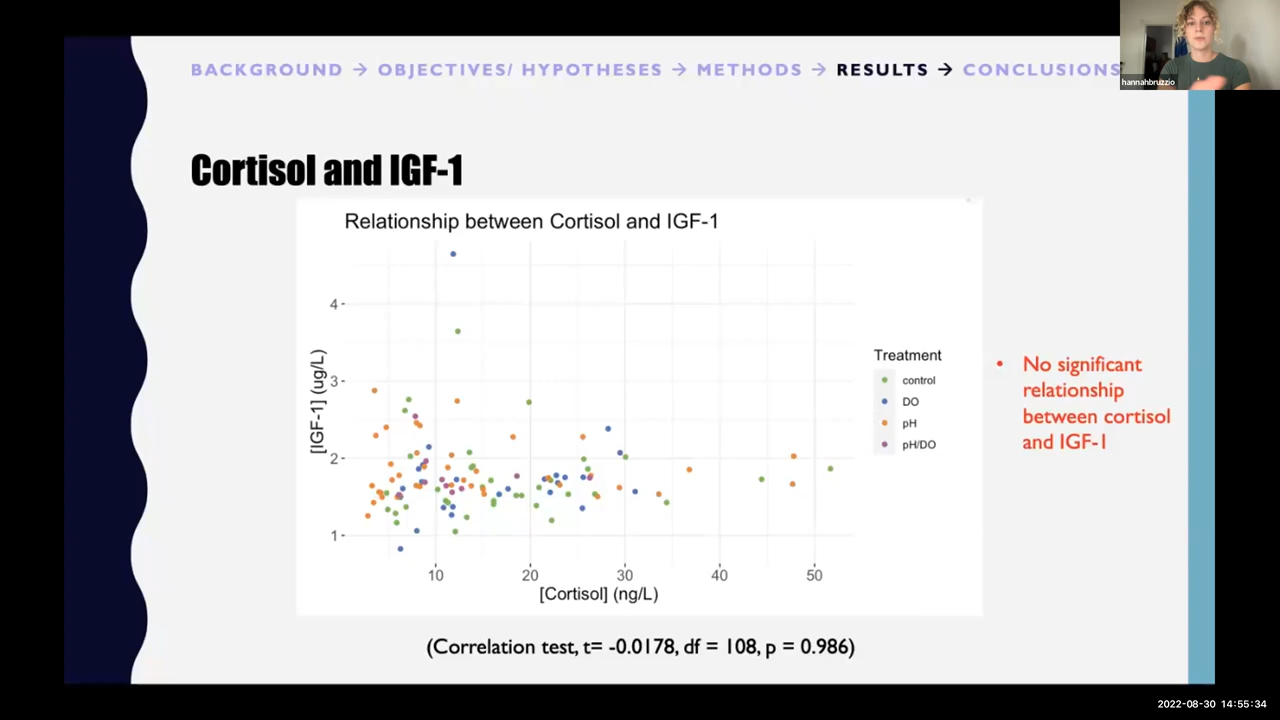 BACKGROUND → OBJECTIVES/ HYPOTHESES → METHODS → RESULTS → CONCLUSIONS
hannahbruzzio
Cortisol and IGF-1
Relationship between Cortisol and IGF-1
4
3
2
1
[IGF-1] (ug/L)
10 20 30 40 50
[Cortisol] (ng/L)
Treatment
control
DO
pH
pH/DO
• No significant
relationship
between cortisol
and IGF-1
(Correlation test, t= -0.0178, df = 108, p = 0.986)
2022-08-30 14:55:34